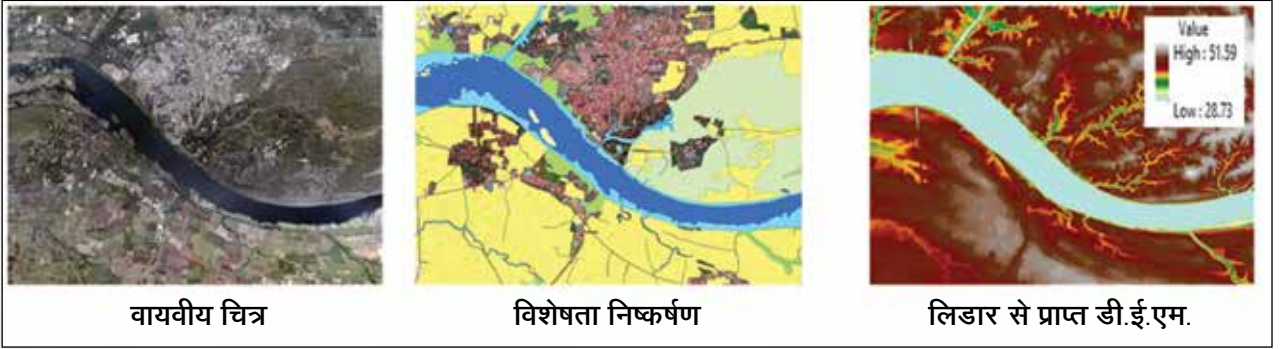 Value
High : 51.59
Low : 28.73
वायवीय चित्र
विशेषता निष्कर्षण
लिडार से प्राप्त डी.ई.एम.